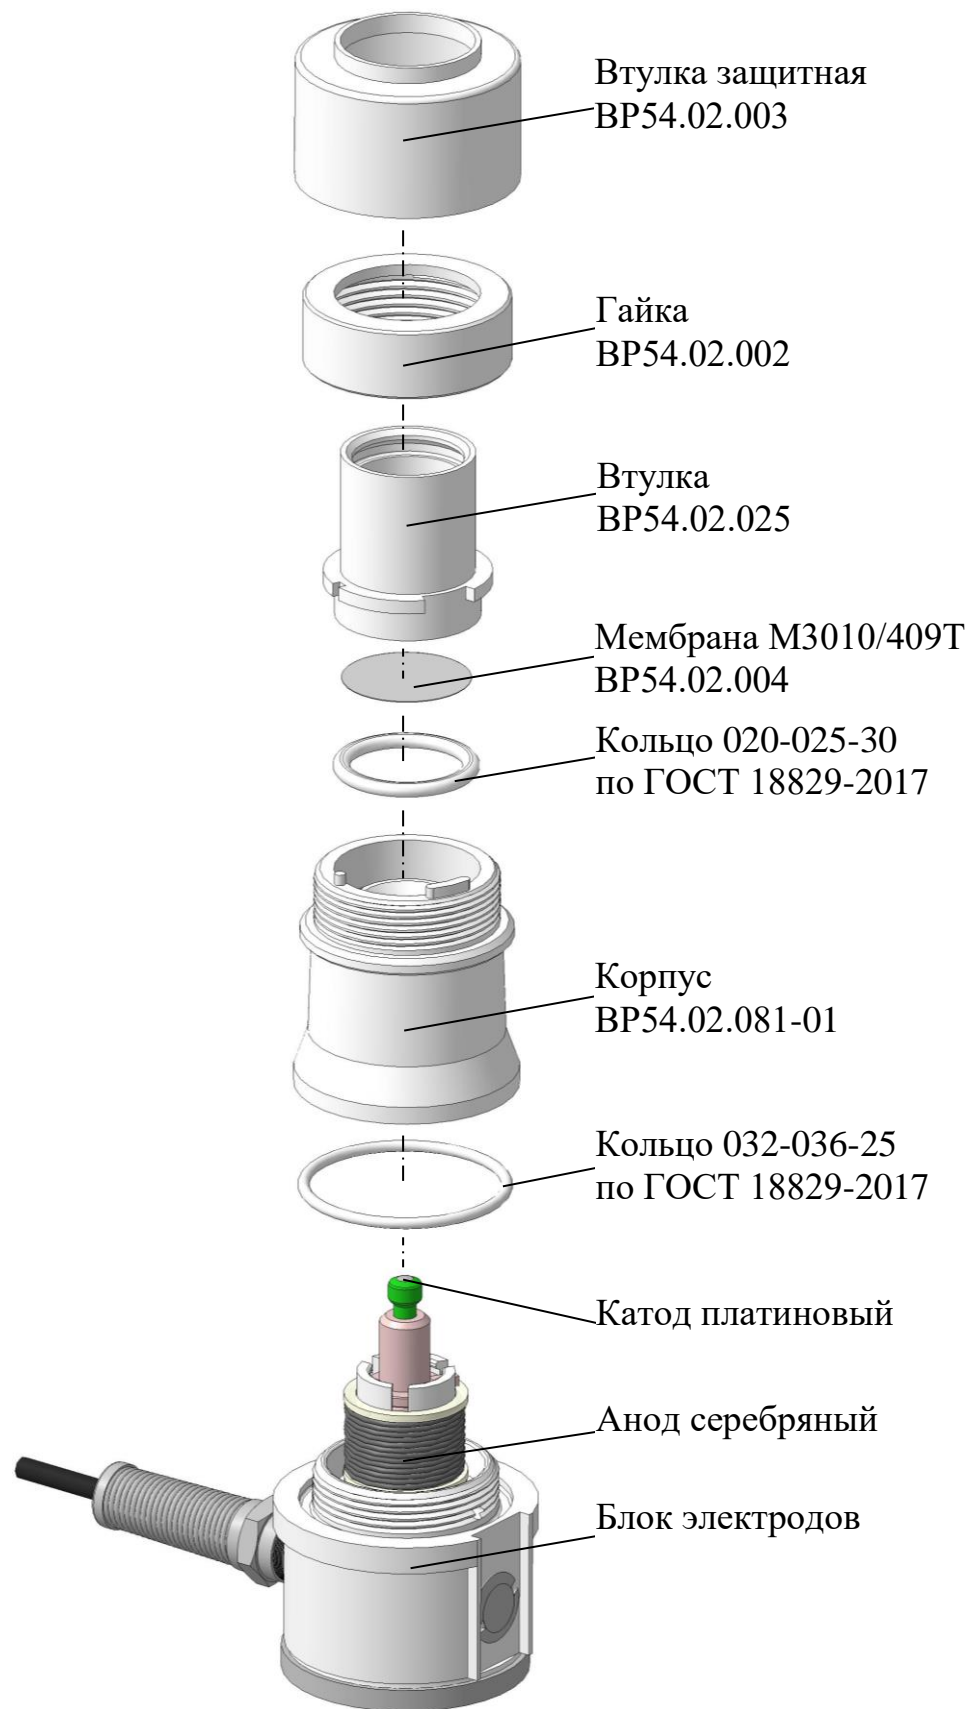 Втулка защитная
ВР54.02.003
Гайка
ВР54.02.002
Втулка
ВР54.02.025
Мембрана М3010/409Т
ВР54.02.004
Кольцо 020-025-30
по ГОСТ 18829-2017
Корпус
ВР54.02.081-01
Кольцо 032-036-25
по ГОСТ 18829-2017
Катод платиновый
Анод серебряный
Блок электродов